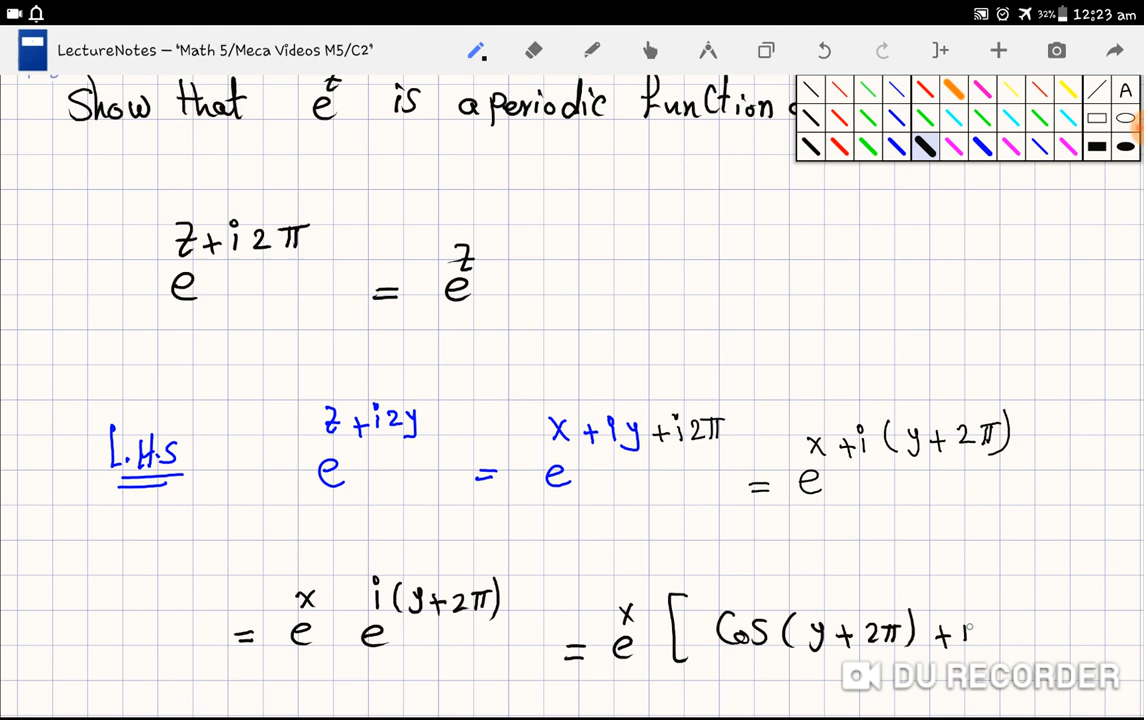 32% 12:23 am
LectureNotes – ‘Math 5/Meca Videos M5/C2’
A
Show that e^z is a periodic function
e^{z+i2π} = e^z
L.H.S e^{z+i2y} = e^{x+iy+i2π} = e^{x+i(y+2π)}
= e^x e^{i(y+2π)} = e^x [ Cos(y+2π) + i
DU RECORDER